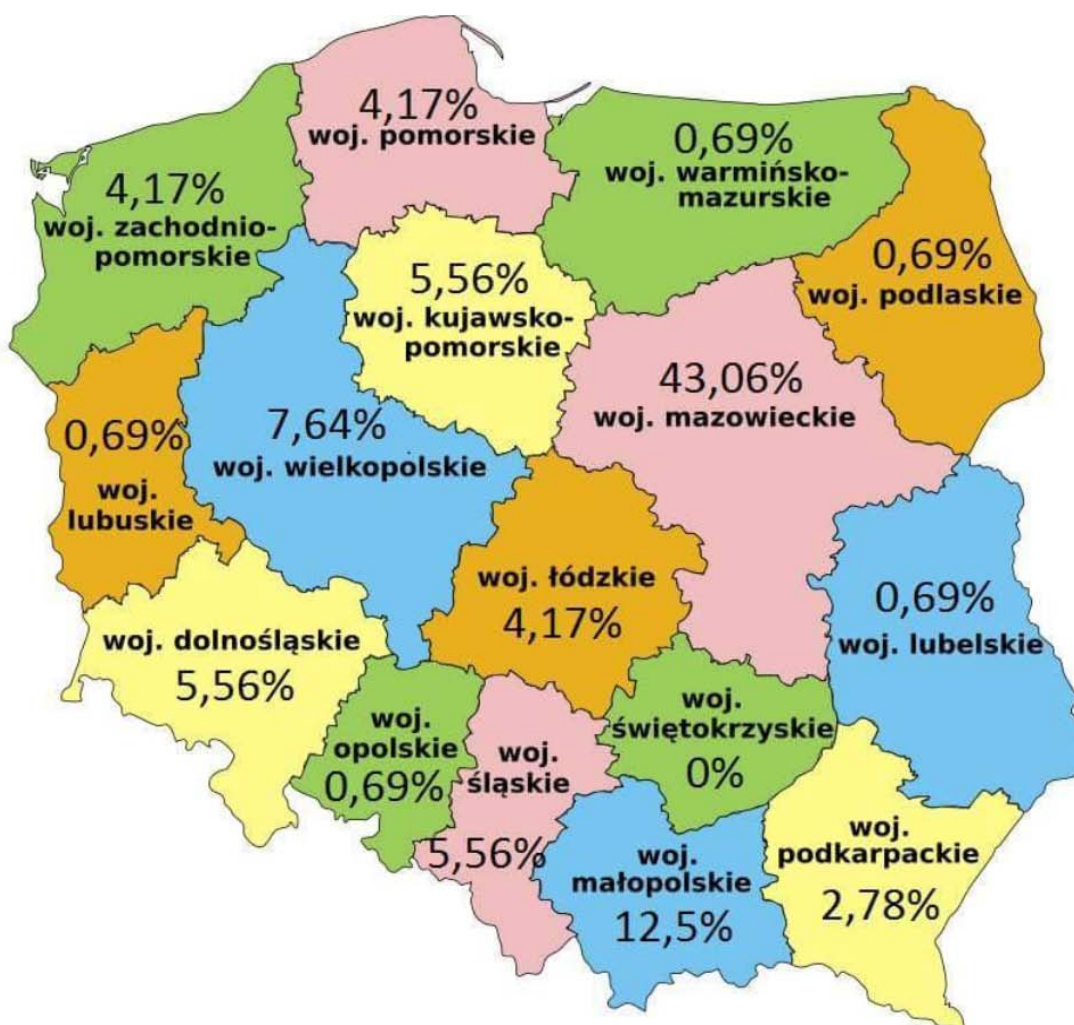 4,17%
woj. pomorskie
0,69%
woj. warmińsko-
mazurskie
4,17%
woj. zachodnio-
pomorskie
5,56%
woj. kujawsko-
pomorskie
0,69%
woj. podlaskie
43,06%
woj. mazowieckie
0,69%
woj.
lubuskie
7,64%
woj. wielkopolskie
woj. łódzkie
4,17%
0,69%
woj. lubelskie
woj. dolnośląskie
5,56%
woj.
opolskie
0,69%
woj.
śląskie
5,56%
woj.
świętokrzyskie
0%
woj.
małopolskie
12,5%
woj.
podkarpackie
2,78%